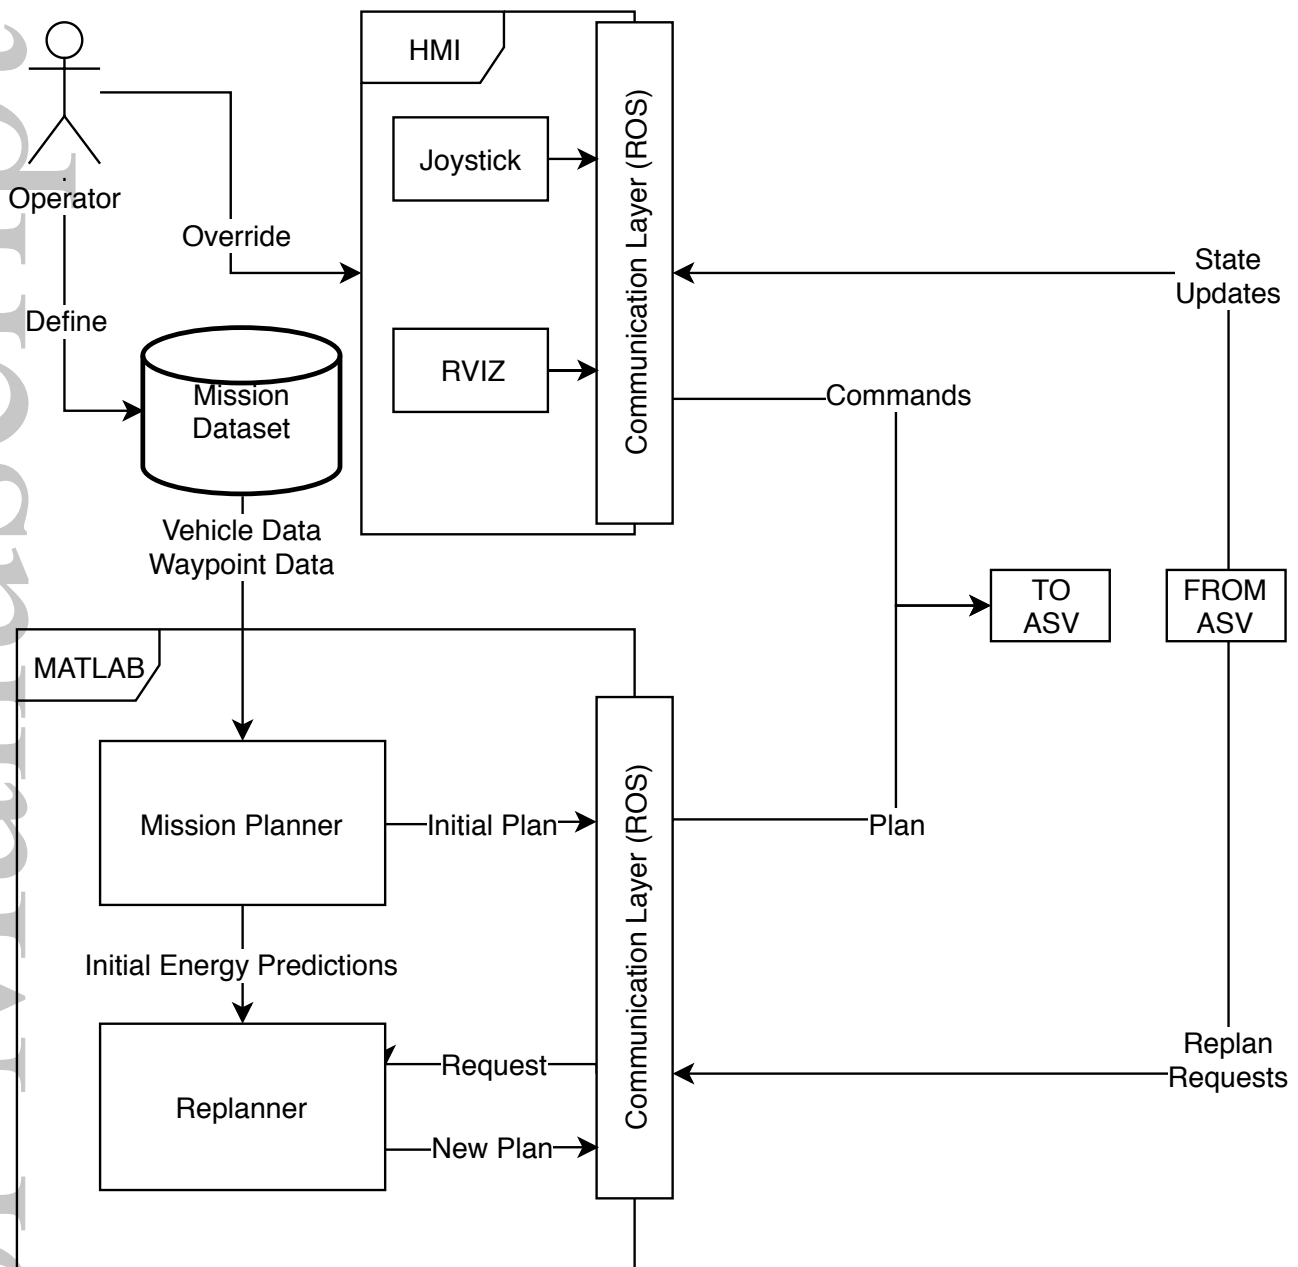 HMI
Joystick
Operator
Override
Communication Layer (ROS)
State
Updates
Define
RVIZ
Mission
Dataset
Commands
Vehicle Data
Waypoint Data
TO
ASV
FROM
ASV
MATLAB
Mission Planner
Initial Plan
Communication Layer (ROS)
Plan
Initial Energy Predictions
Replan
Requests
Request
Replanner
New Plan